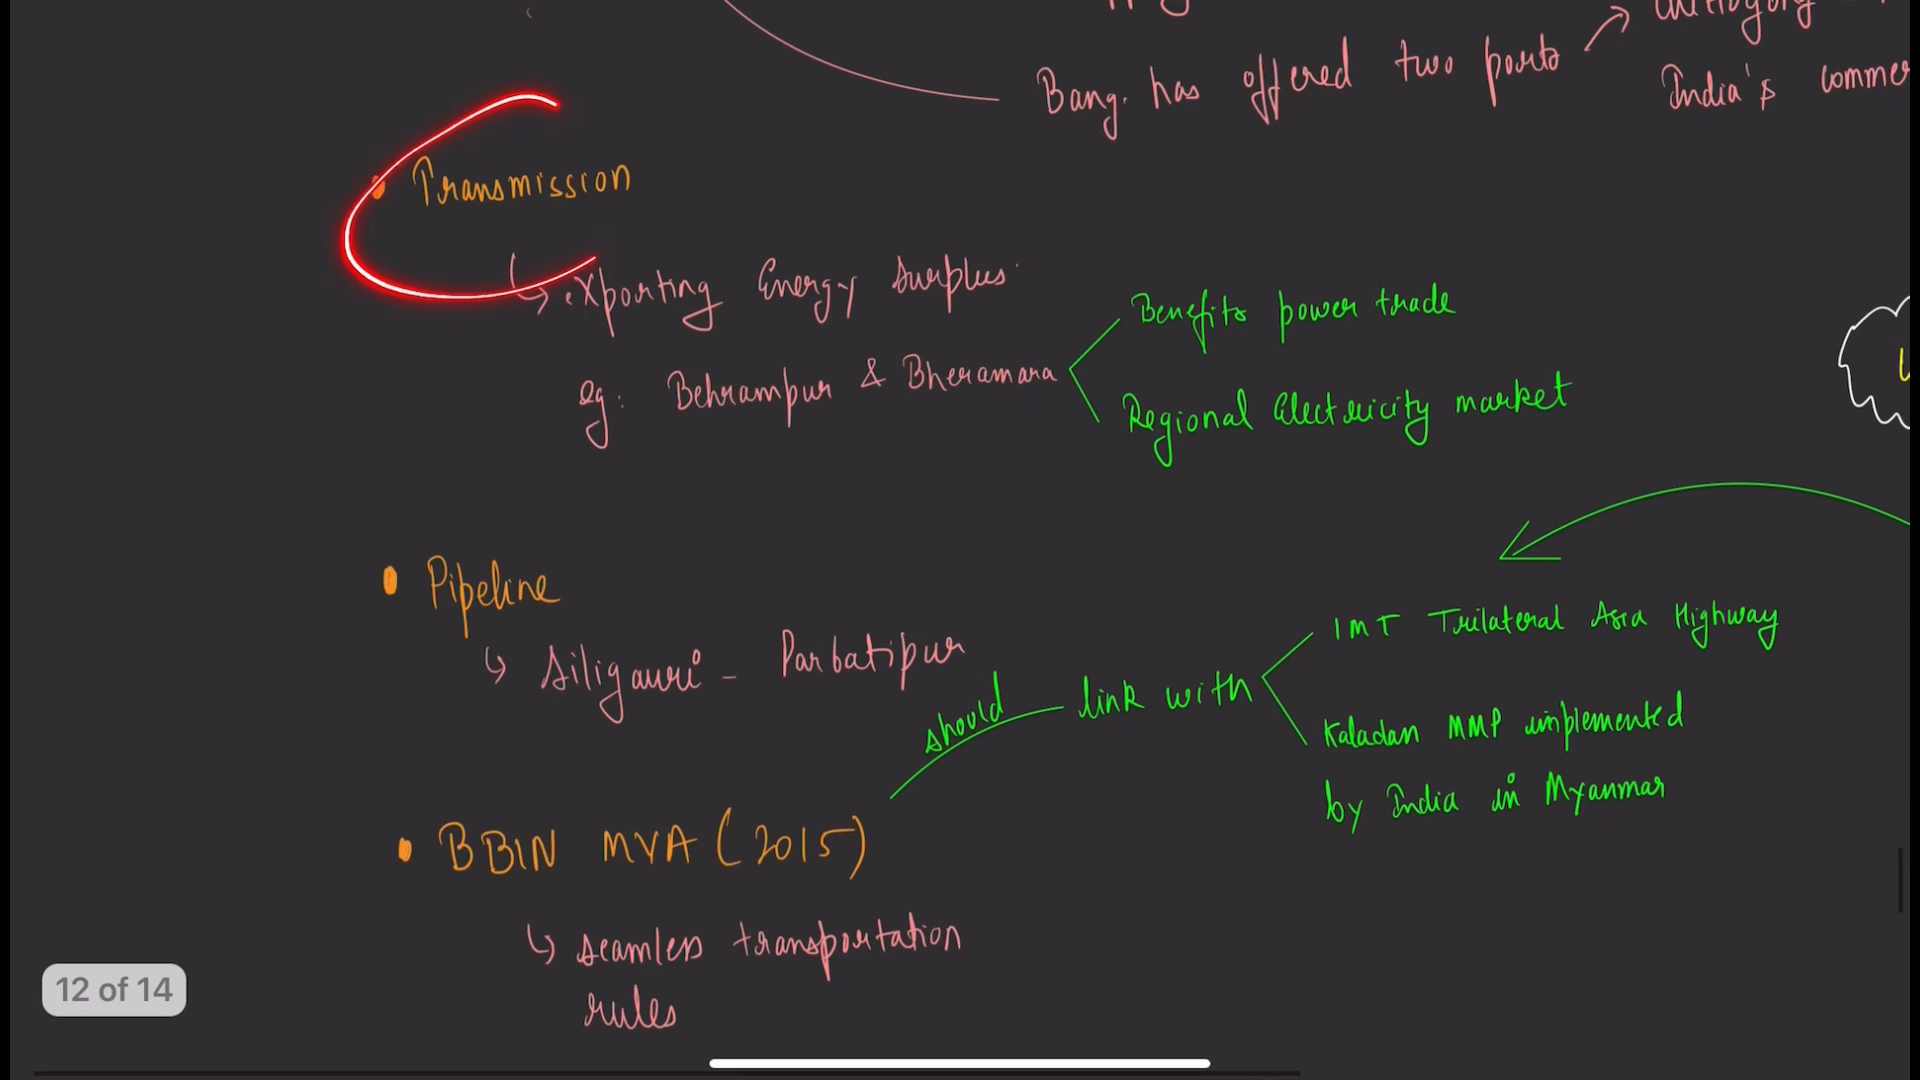 Bang. has offered two ports
India's comme
Transmission
Exporting Energy surplus
eg: Behrampur & Bheramara
Benefits power trade
Regional Electricity market
Pipeline
Siligauri - Parbatipur
should
link with
IMT Trilateral Asia Highway
Kaladan MMP implemented
by India in Myanmar
BBIN MVA (2015)
seamless transportation
rules
12 of 14